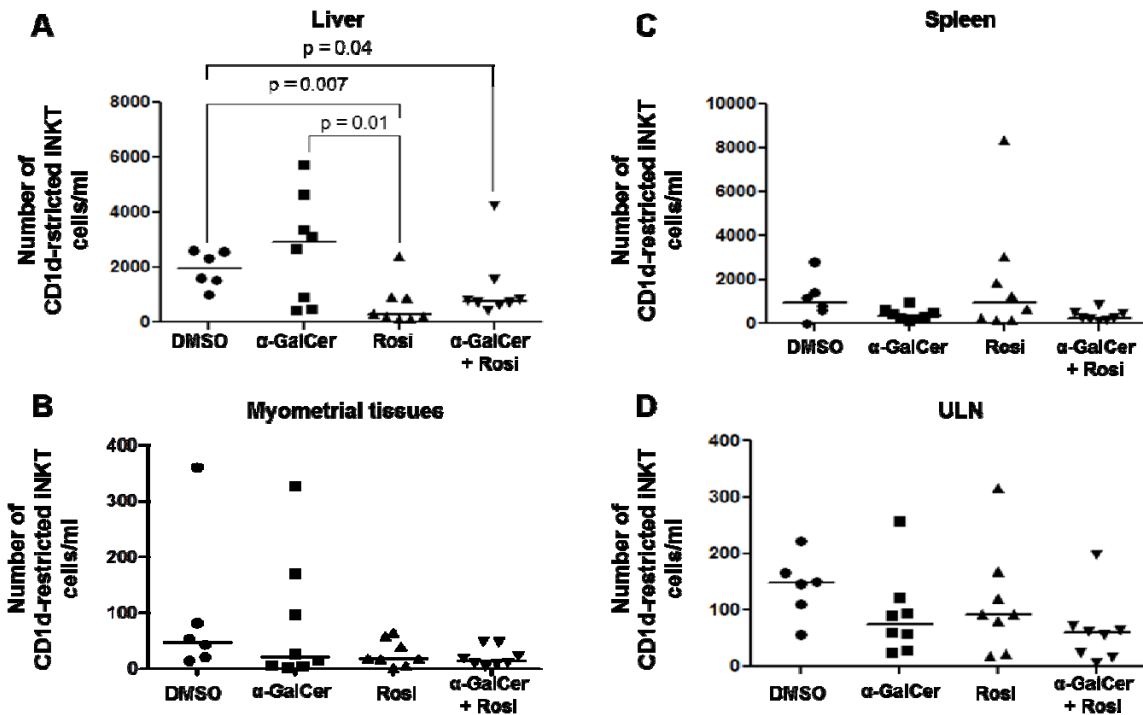 A
Liver
p = 0.04
p = 0.007
p = 0.01
Number of
CD1d-rstricted iNKT
cells/ml
8000
6000
4000
2000
0
DMSO
α-GalCer
Rosi
α-GalCer
+ Rosi
C
Spleen
Number of
CD1d-restricted iNKT
cells/ml
10000
8000
6000
4000
2000
0
DMSO
α-GalCer
Rosi
α-GalCer
+ Rosi
B
Myometrial tissues
Number of
CD1d-restricted iNKT
cells/ml
400
300
200
100
0
DMSO
α-GalCer
Rosi
α-GalCer
+ Rosi
D
ULN
Number of
CD1d-restricted iNKT
cells/ml
400
300
200
100
0
DMSO
α-GalCer
Rosi
α-GalCer
+ Rosi